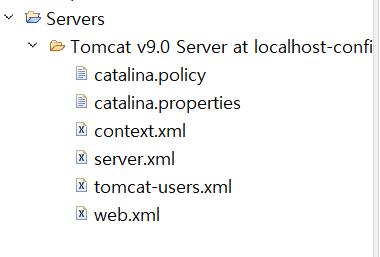 Servers
Tomcat v9.0 Server at localhost-confi
catalina.policy
catalina.properties
context.xml
server.xml
tomcat-users.xml
web.xml